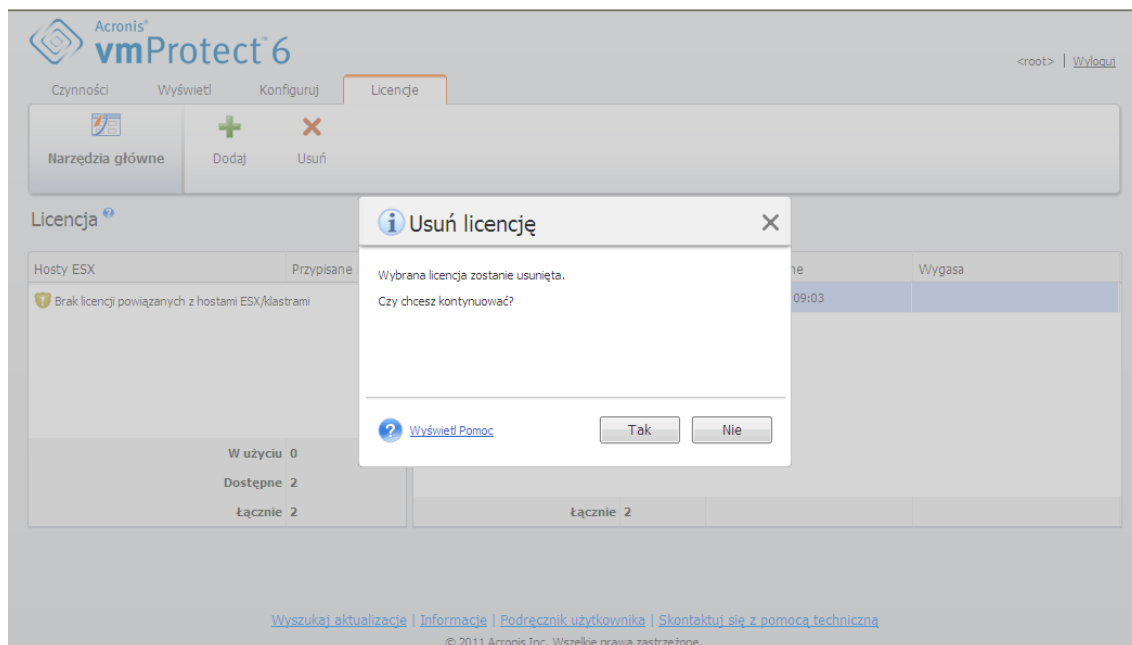 Acronis®
vmProtect™ 6
<root> | Wyloguj
Czynności Wyświetl Konfiguruj Licencje
Narzędzia główne Dodaj Usuń
Licencja
Usuń licencję
Hosty ESX Przypisane Wygasa
Wybrana licencja zostanie usunięta.
Brak licencji powiązanych z hostami ESX/klastrami 09:03
Czy chcesz kontynuować?
? Wyświetl Pomoc Tak Nie
W użyciu 0
Dostępne 2
Łącznie 2 Łącznie 2
Wyszukaj aktualizacje | Informacje | Podręcznik użytkownika | Skontaktuj się z pomocą techniczną
© 2011 Acronis Inc. Wszelkie prawa zastrzeżone.